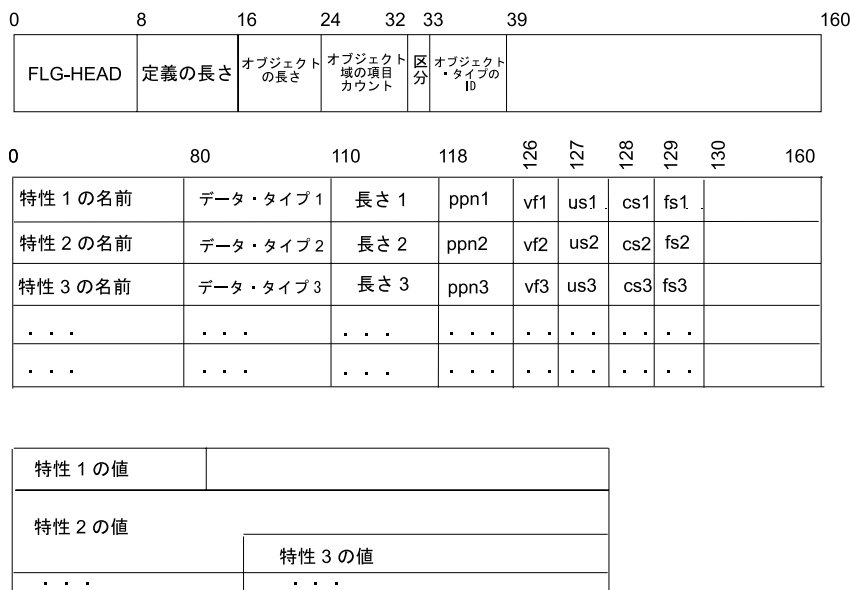 0 8 16 24 32 33 39 160
FLG-HEAD 定義の長さ オブジェクトの長さ オブジェクト域の項目カウント 区分 オブジェクト・タイプのID
0 80 110 118 126 127 128 129 130 160
特性 1 の名前 データ・タイプ 1 長さ 1 ppn1 vf1 us1 cs1 fs1
特性 2 の名前 データ・タイプ 2 長さ 2 ppn2 vf2 us2 cs2 fs2
特性 3 の名前 データ・タイプ 3 長さ 3 ppn3 vf3 us3 cs3 fs3
. . . . . . . . . . . . . . . . . . . .
. . . . . . . . . . . . . . . . . . . .
特性 1 の値
特性 2 の値
特性 3 の値
. . . . . .